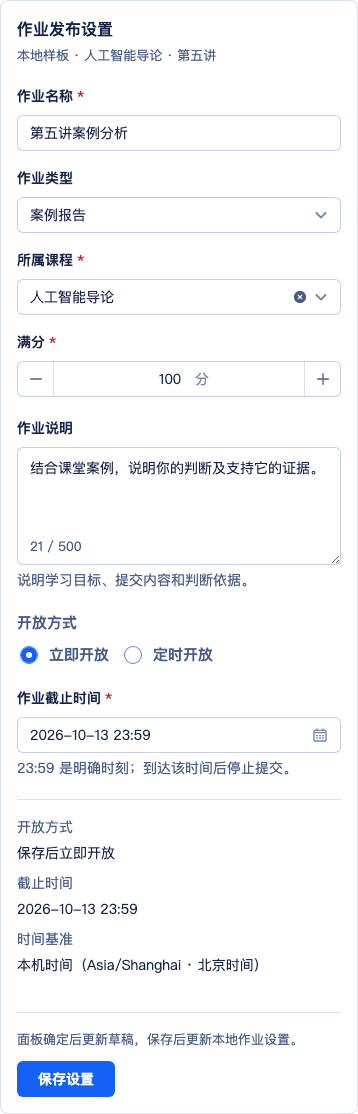 作业发布设置
本地样板 · 人工智能导论 · 第五讲
作业名称 *
第五讲案例分析
作业类型
案例报告
所属课程 *
人工智能导论
满分 *
100 分
作业说明
结合课堂案例，说明你的判断及支持它的证据。
21 / 500
说明学习目标、提交内容和判断依据。
开放方式
立即开放 定时开放
作业截止时间 *
2026-10-13 23:59
23:59 是明确时刻；到达该时间后停止提交。
开放方式
保存后立即开放
截止时间
2026-10-13 23:59
时间基准
本机时间（Asia/Shanghai · 北京时间）
面板确定后更新草稿，保存后更新本地作业设置。
保存设置